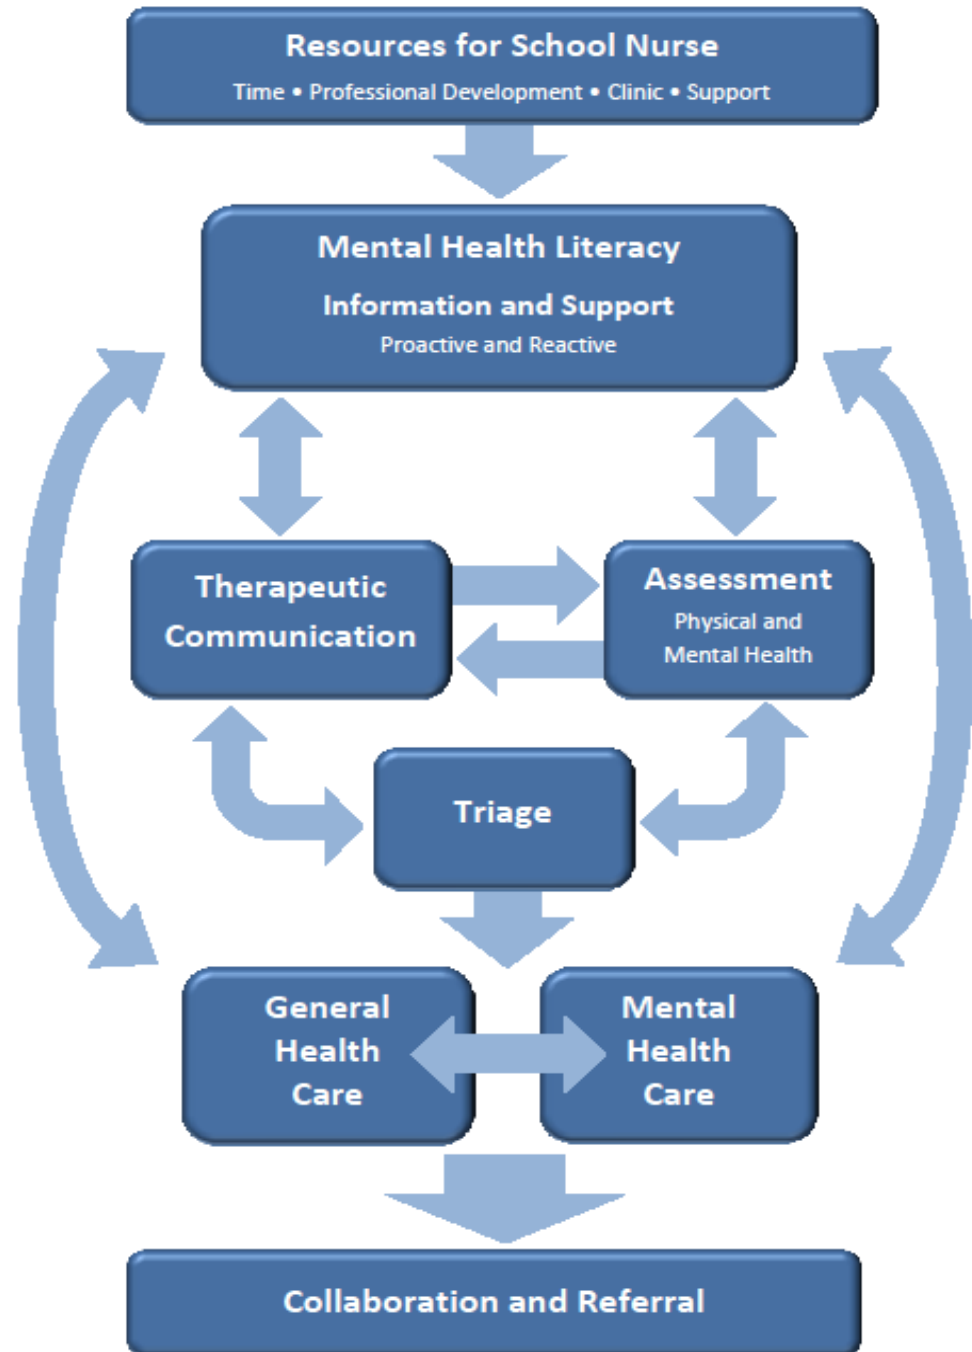 Resources for School Nurse
Time • Professional Development • Clinic • Support
Mental Health Literacy
Information and Support
Proactive and Reactive
Therapeutic
Communication
Assessment
Physical and
Mental Health
Triage
General
Health
Care
Mental
Health
Care
Collaboration and Referral